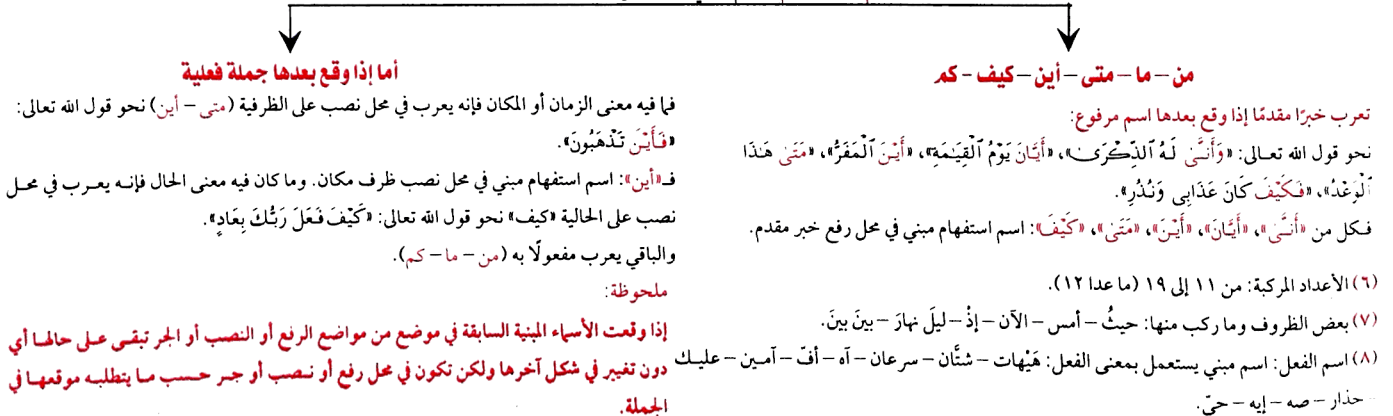 من – ما – متى – أين – كيف – كم
تعرب خبرًا مقدمًا إذا وقع بعدها اسم مرفوع:
نحو قول الله تعالى: «وَأَنَّىٰ لَهُ ٱلذِّكْرَىٰ»، «أَيَّانَ يَوْمُ ٱلْقِيَٰمَةِ»، «أَيْنَ ٱلْمَفَرُّ»، «مَتَىٰ هَٰذَا
ٱلْوَعْدُ»، «فَكَيْفَ كَانَ عَذَابِى وَنُذُرِ».
فكل من «أَنَّىٰ»، «أَيَّانَ»، «أَيْنَ»، «مَتَىٰ»، «كَيْفَ»: اسم استفهام مبني في محل رفع خبر مقدم.
(٦) الأعداد المركبة: من ١١ إلى ١٩ (ما عدا ١٢).
(٧) بعض الظروف وما ركب منها: حيثُ – أمس – الآن – إذْ – ليلَ نهارَ – بينَ بينَ.
(٨) اسم الفعل: اسم مبني يستعمل بمعنى الفعل: هَيْهات – شتَّان – سرعان – آه – أفّ – آمين – عليك
– حذار – صه – إيه – حيّ.
أما إذا وقع بعدها جملة فعلية
فما فيه معنى الزمان أو المكان فإنه يعرب في محل نصب على الظرفية (متى – أين) نحو قول الله تعالى:
«فَأَيْنَ تَذْهَبُونَ».
فـ«أين»: اسم استفهام مبني في محل نصب ظرف مكان. وما كان فيه معنى الحال فإنه يعرب في محل
نصب على الحالية «كيف» نحو قول الله تعالى: «كَيْفَ فَعَلَ رَبُّكَ بِعَادٍ».
والباقي يعرب مفعولًا به (من – ما – كم).
ملحوظة:
إذا وقعت الأسماء المبنية السابقة في موضع من مواضع الرفع أو النصب أو الجر تبقى على حالها أي
دون تغيير في شكل آخرها ولكن تكون في محل رفع أو نصب أو جر حسب ما يتطلبه موقعها في
الجملة.